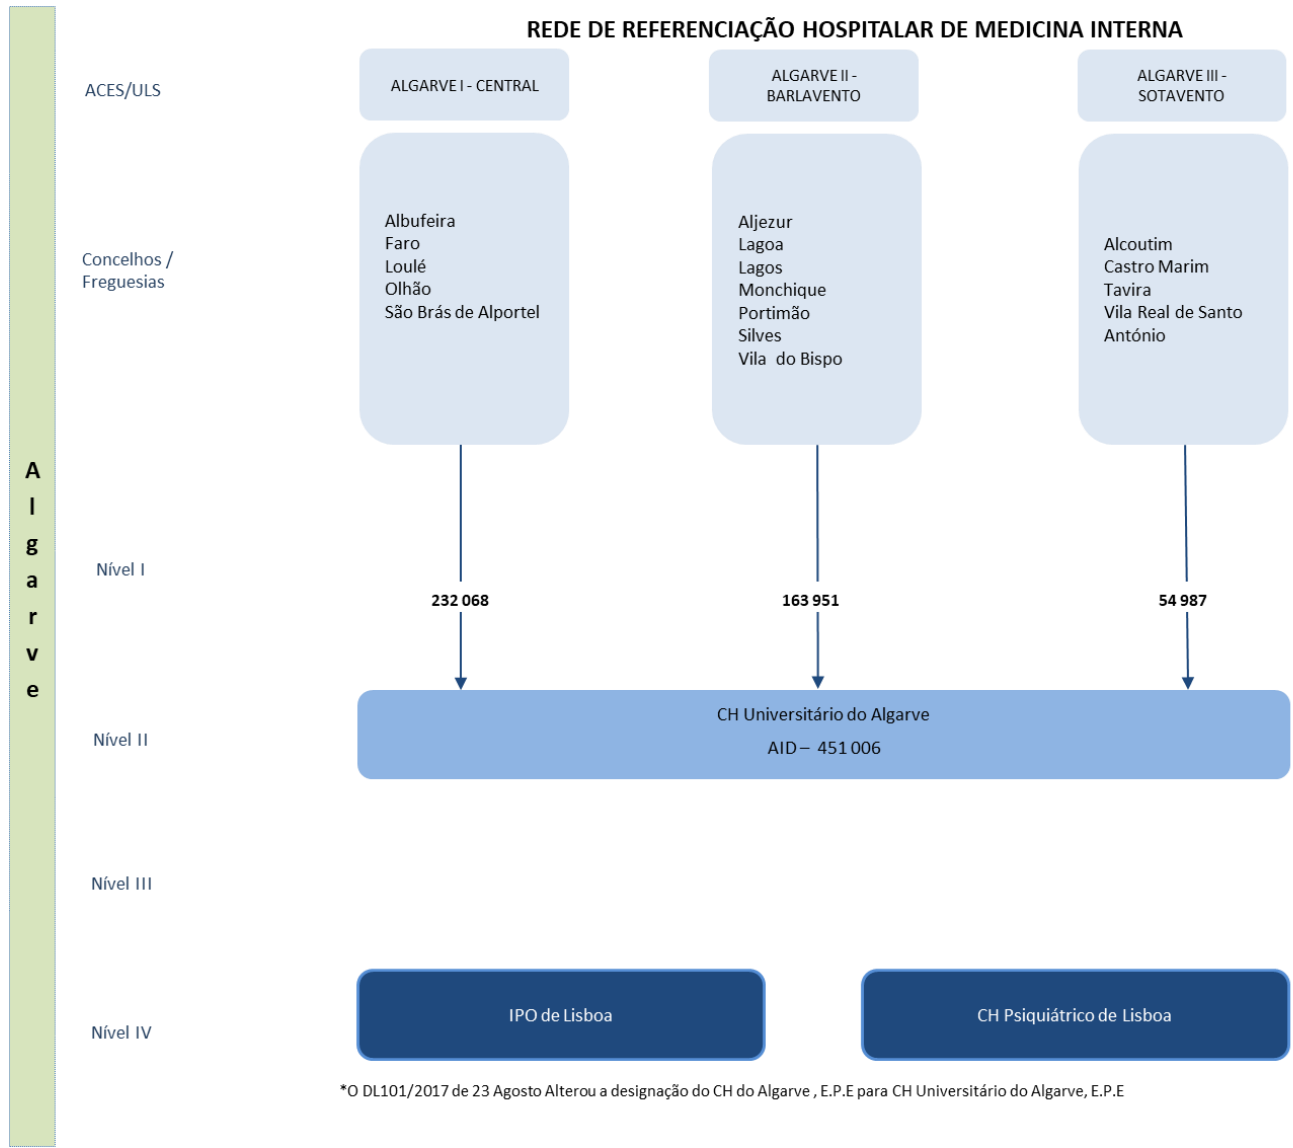 REDE DE REFERENCIAÇÃO HOSPITALAR DE MEDICINA INTERNA
ACES/ULS
ALGARVE I - CENTRAL
ALGARVE II -
BARLAVENTO
ALGARVE III -
SOTAVENTO
Concelhos /
Freguesias
Albufeira
Faro
Loulé
Olhão
São Brás de Alportel
Aljezur
Lagoa
Lagos
Monchique
Portimão
Silves
Vila do Bispo
Alcoutim
Castro Marim
Tavira
Vila Real de Santo
António
Algarve
Nível I
232 068
163 951
54 987
Nível II
CH Universitário do Algarve
AID – 451 006
Nível III
Nível IV
IPO de Lisboa
CH Psiquiátrico de Lisboa
*O DL101/2017 de 23 Agosto Alterou a designação do CH do Algarve , E.P.E para CH Universitário do Algarve, E.P.E